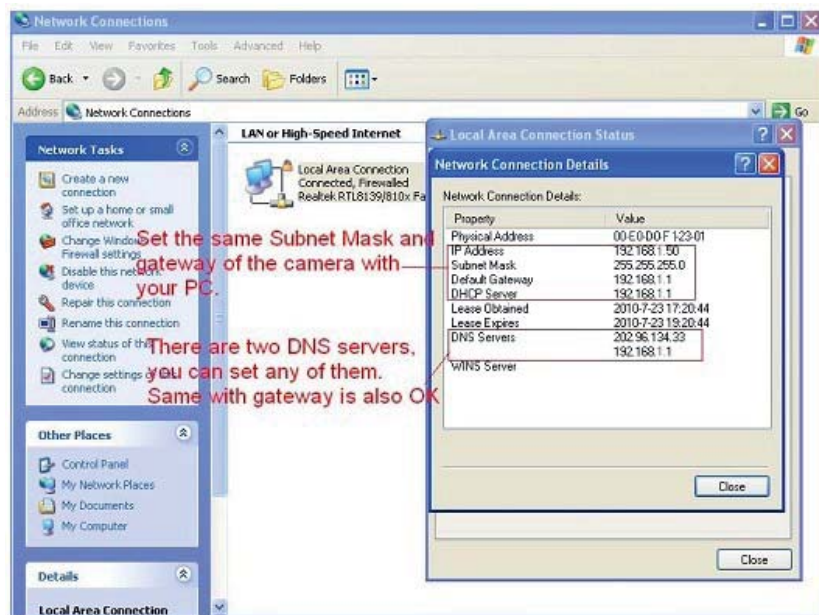 Network Connections
File Edit View Favorites Tools Advanced Help
Back Search Folders
Address Network Connections Go
Network Tasks
Create a new
connection
Set up a home or small
office network
Change Windows
Firewall settings
Disable this network
device
Repair this connection
Rename this connection
View status of this
connection
Change settings of this
connection
Other Places
Control Panel
My Network Places
My Documents
My Computer
Details
Local Area Connection
LAN or High-Speed Internet
Local Area Connection
Connected, Firewalled
Realtek RTL8139/810x Fa
Set the same Subnet Mask and
gateway of the camera with
your PC.
There are two DNS servers,
you can set any of them.
Same with gateway is also OK
Local Area Connection Status
Network Connection Details
Network Connection Details:
Property Value
Physical Address 00-E0-D0-F1-23-01
IP Address 192.168.1.50
Subnet Mask 255.255.255.0
Default Gateway 192.168.1.1
DHCP Server 192.168.1.1
Lease Obtained 2010-7-23 17:20:44
Lease Expires 2010-7-23 19:20:44
DNS Servers 202.96.134.33
192.168.1.1
WINS Server
Close
Close